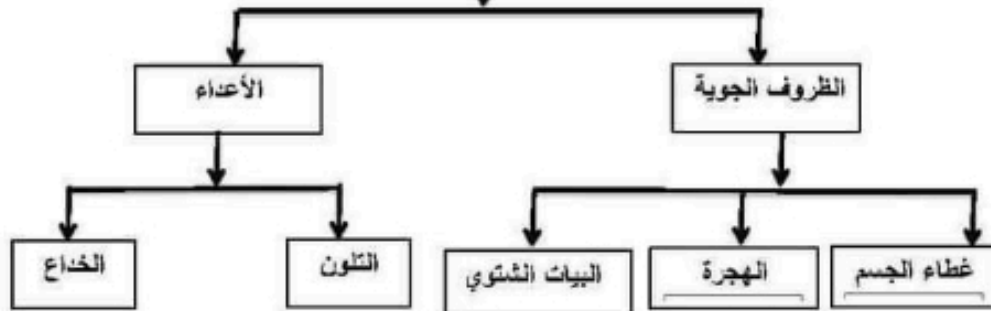 الظروف الجوية
الأعداء
غطاء الجسم
الهجرة
البيات الشتوي
التلون
الخداع